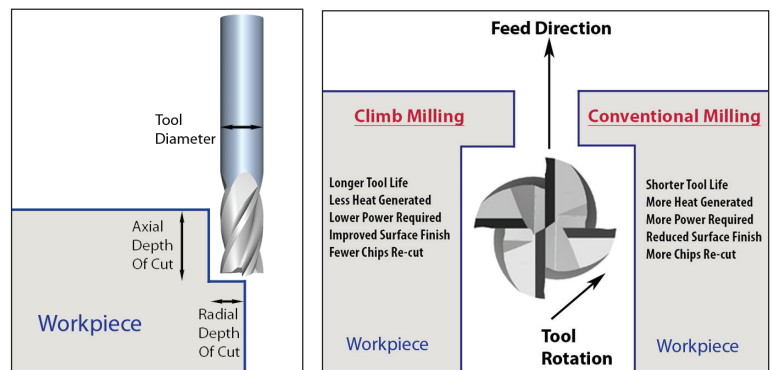 Tool
Diameter
Axial
Depth
Of Cut
Radial
Depth
Of Cut
Workpiece
Feed Direction
Climb Milling
Longer Tool Life
Less Heat Generated
Lower Power Required
Improved Surface Finish
Fewer Chips Re-cut
Workpiece
Conventional Milling
Shorter Tool Life
More Heat Generated
More Power Required
Reduced Surface Finish
More Chips Re-cut
Tool
Rotation
Workpiece